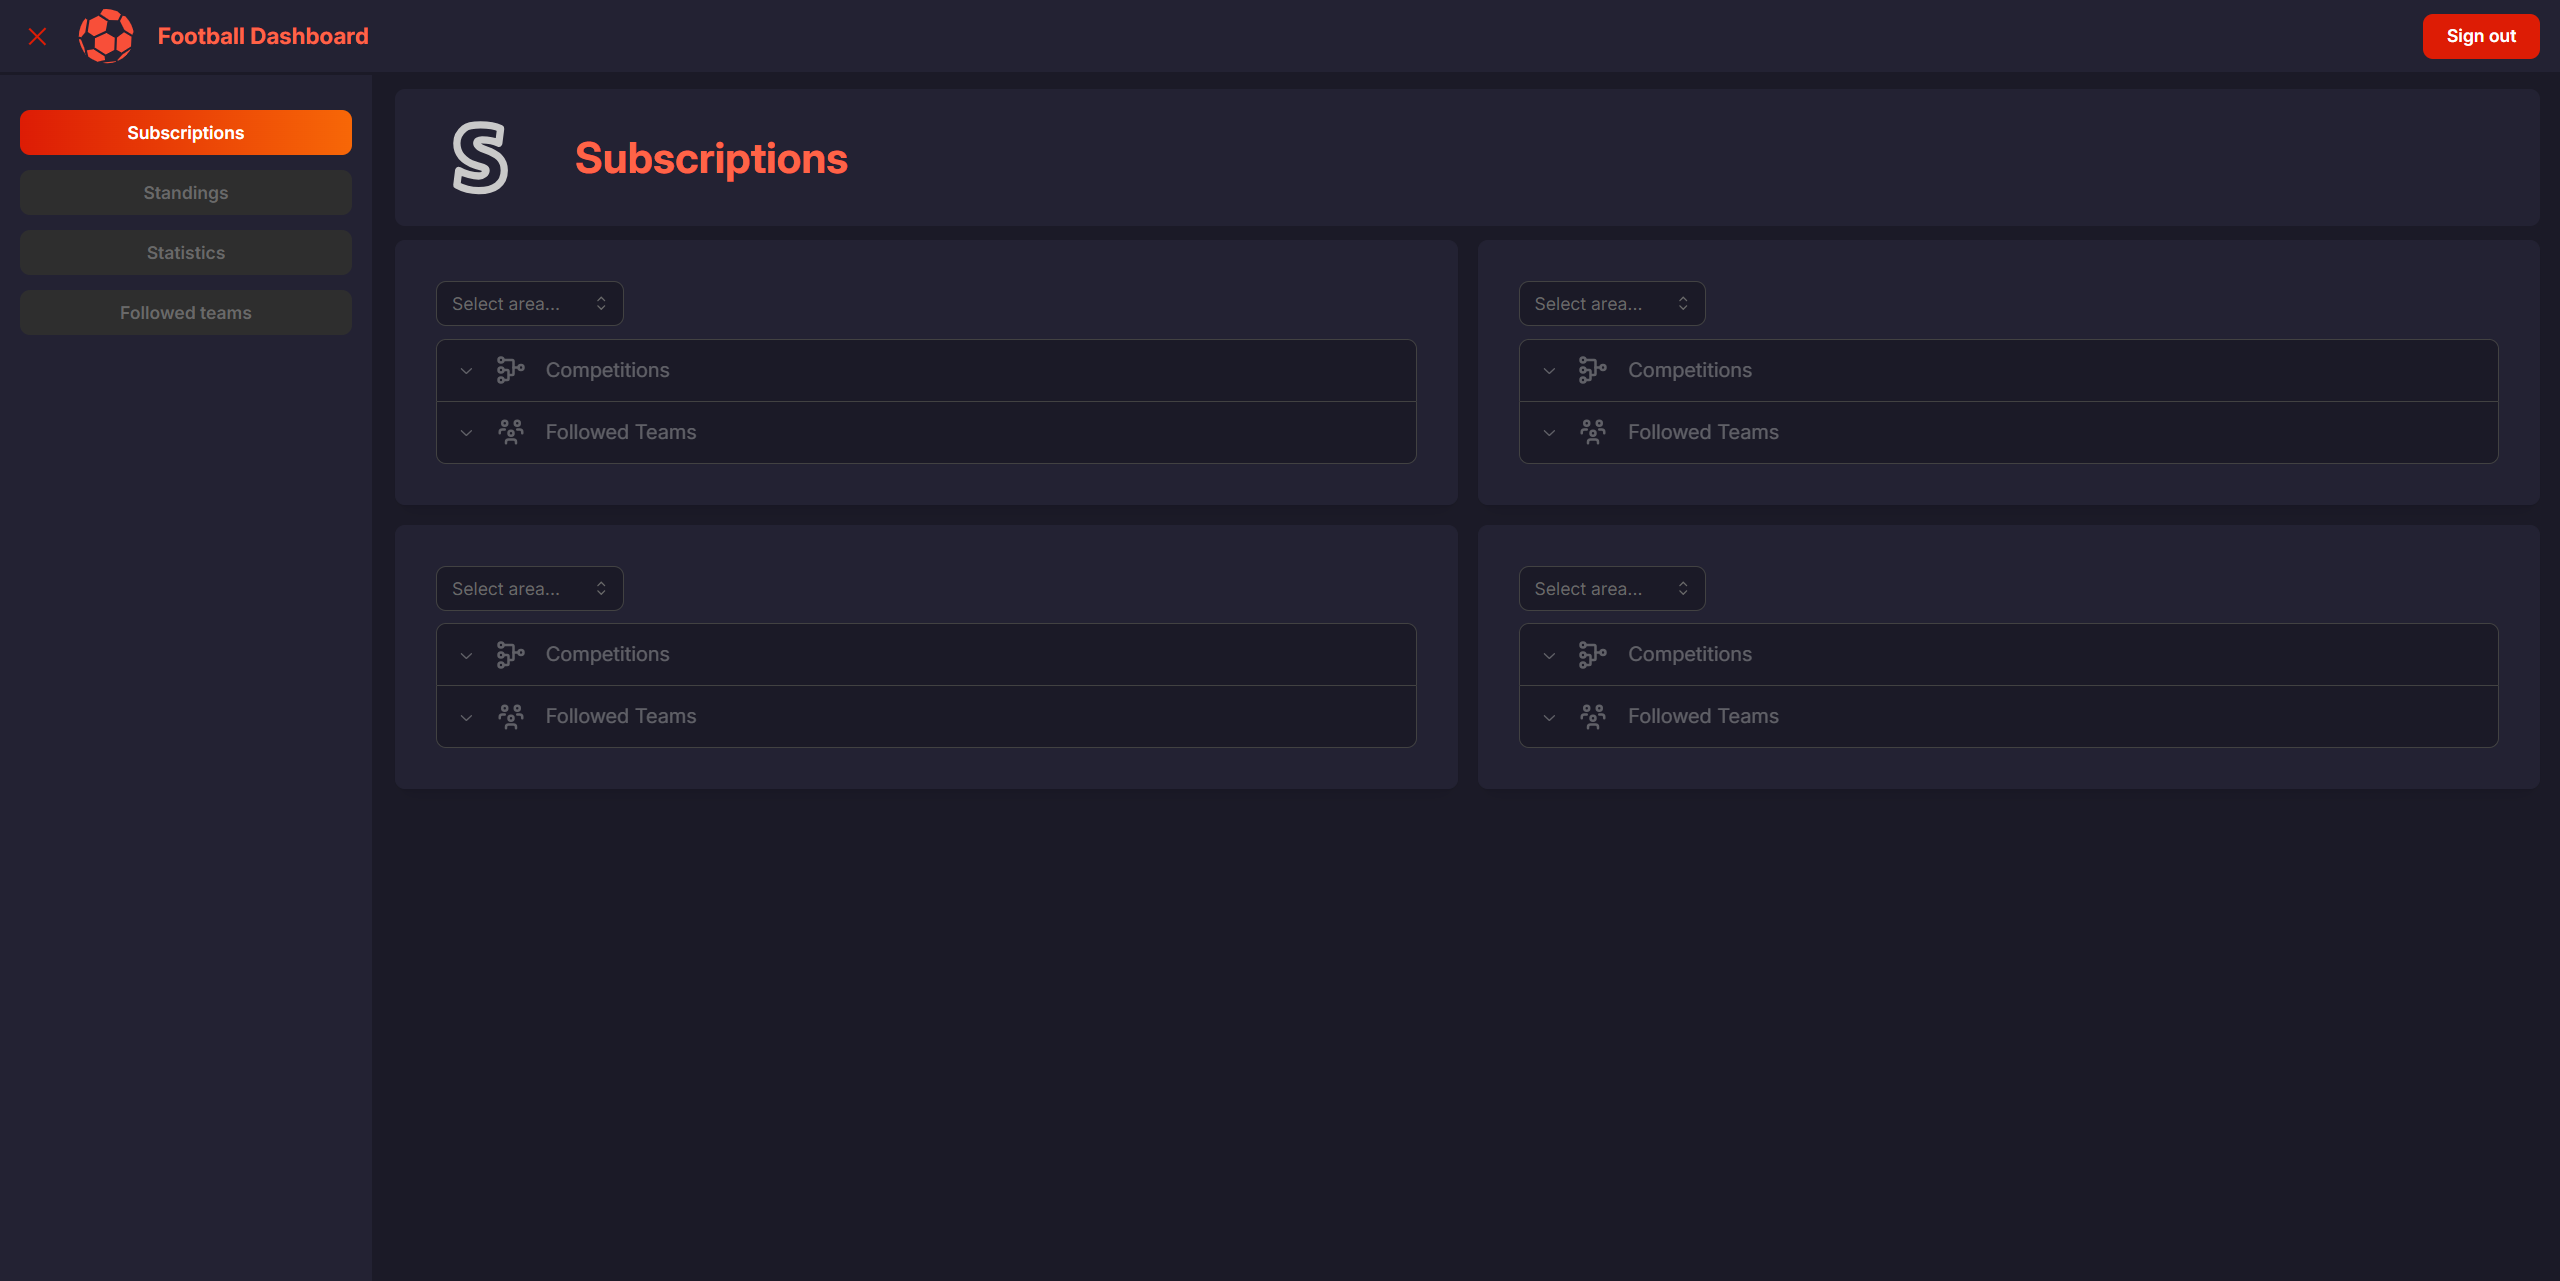 Football Dashboard
Sign out
Subscriptions
Standings
Statistics
Followed teams
S
Subscriptions
Select area...
Competitions
Followed Teams
Select area...
Competitions
Followed Teams
Select area...
Competitions
Followed Teams
Select area...
Competitions
Followed Teams